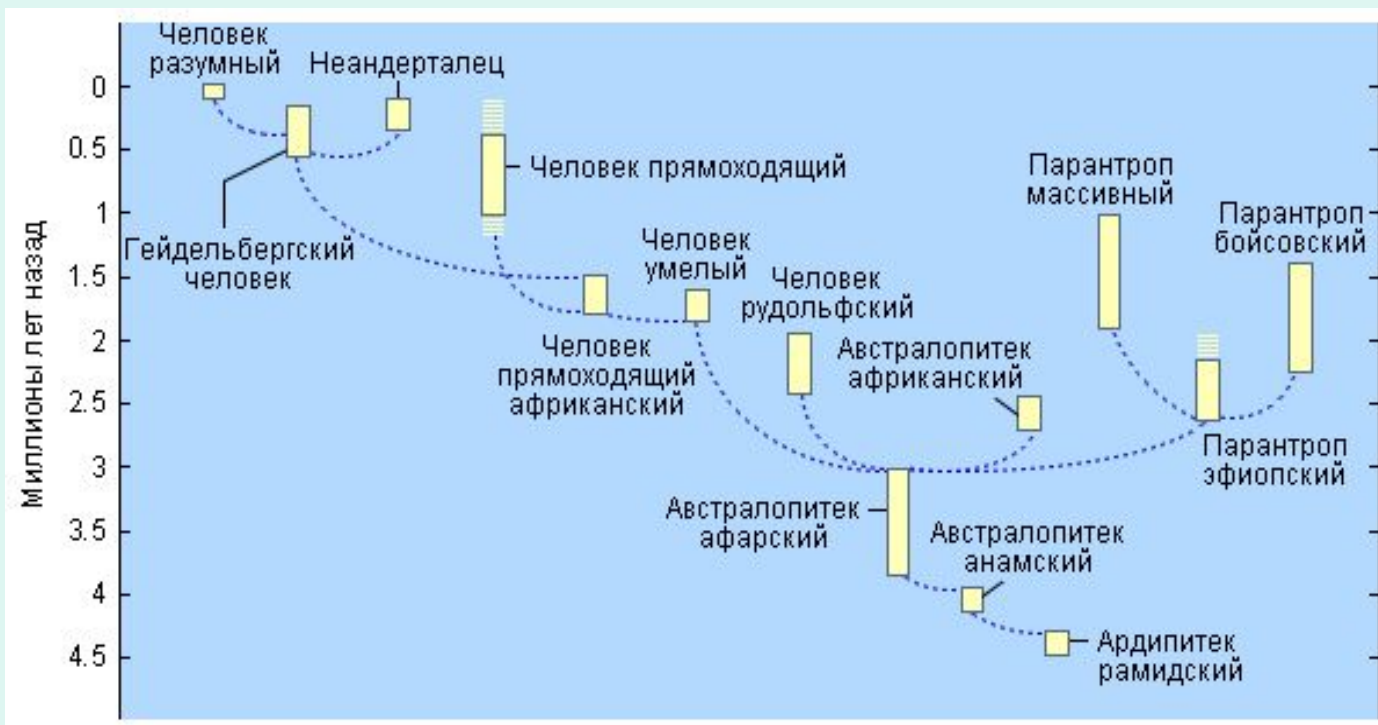 Человек
разумный
Неандерталец
0
0.5
Человек прямоходящий
Парантроп
массивный
1
Парантроп
бойсовский
Гейдельбергский
человек
Человек
умелый
1.5
Человек
рудольфский
2
Человек
прямоходящий
африканский
Австралопитек
африканский
2.5
Парантроп
эфиопский
3
Австралопитек
афарский
3.5
Австралопитек
анамский
4
Ардипитек
рамидский
4.5
Миллионы лет назад